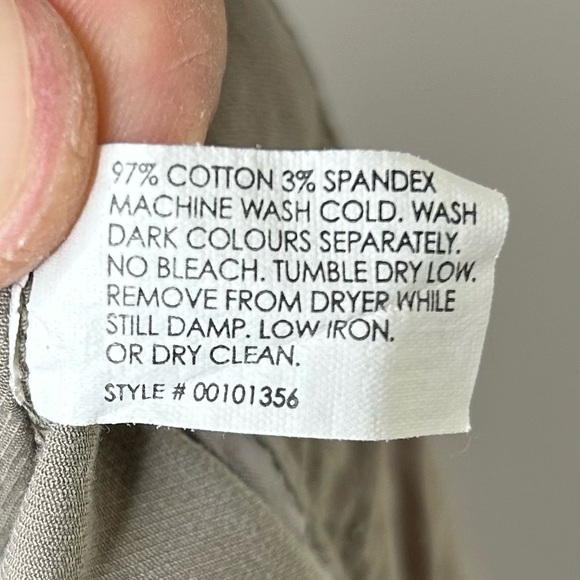 97% COTTON 3% SPANDEX
MACHINE WASH COLD. WASH
DARK COLOURS SEPARATELY.
NO BLEACH. TUMBLE DRY LOW.
REMOVE FROM DRYER WHILE
STILL DAMP. LOW IRON.
OR DRY CLEAN.
STYLE # 00101356